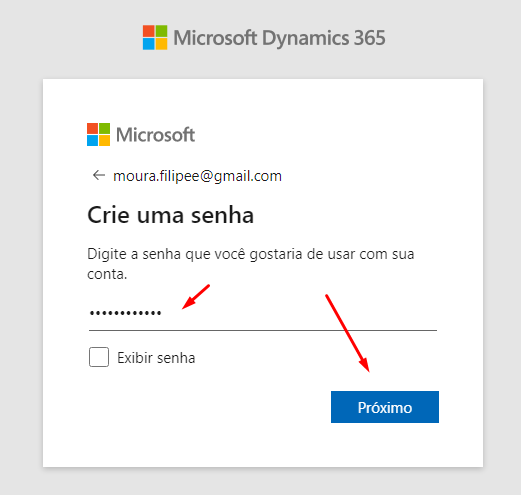 Microsoft Dynamics 365
Microsoft
moura.filipee@gmail.com
Crie uma senha
Digite a senha que você gostaria de usar com sua
conta.
••••••••••••
Exibir senha
Próximo